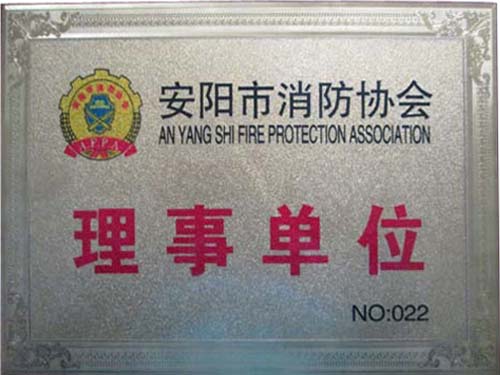 安阳市消防协会
AN YANG SHI FIRE PROTECTION ASSOCIATION
理事单位
NO:022